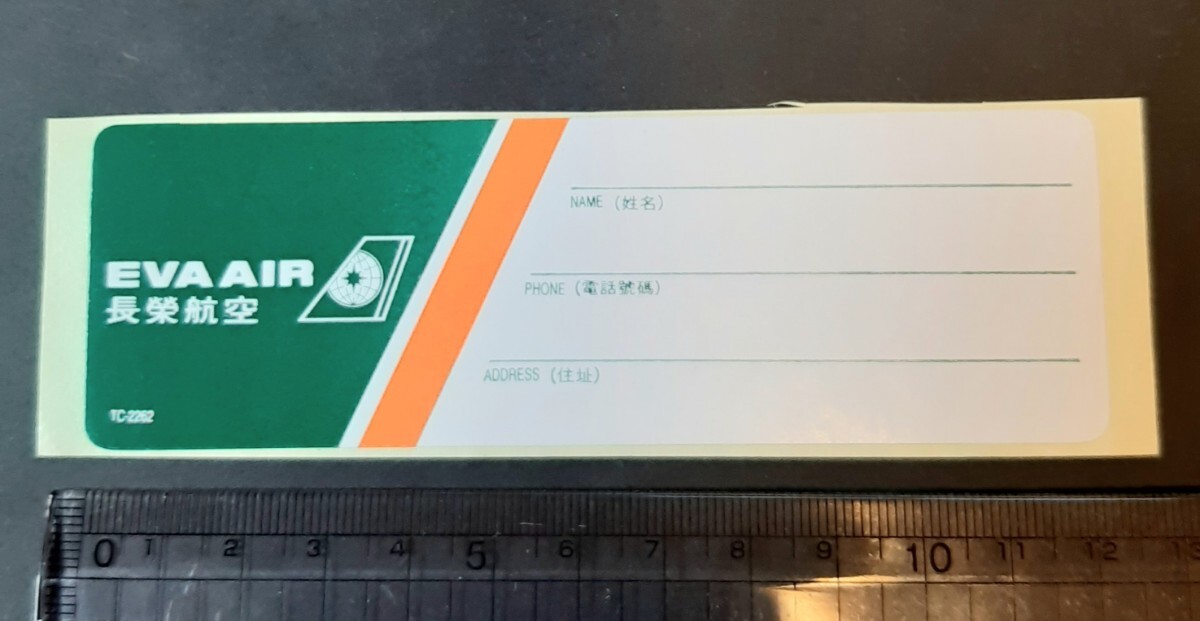 EVA AIR
長榮航空
TC-2262
NAME (姓名)
PHONE (電話號碼)
ADDRESS (住址)
0 1 2 3 4 5 6 7 8 9 10 11 12 13